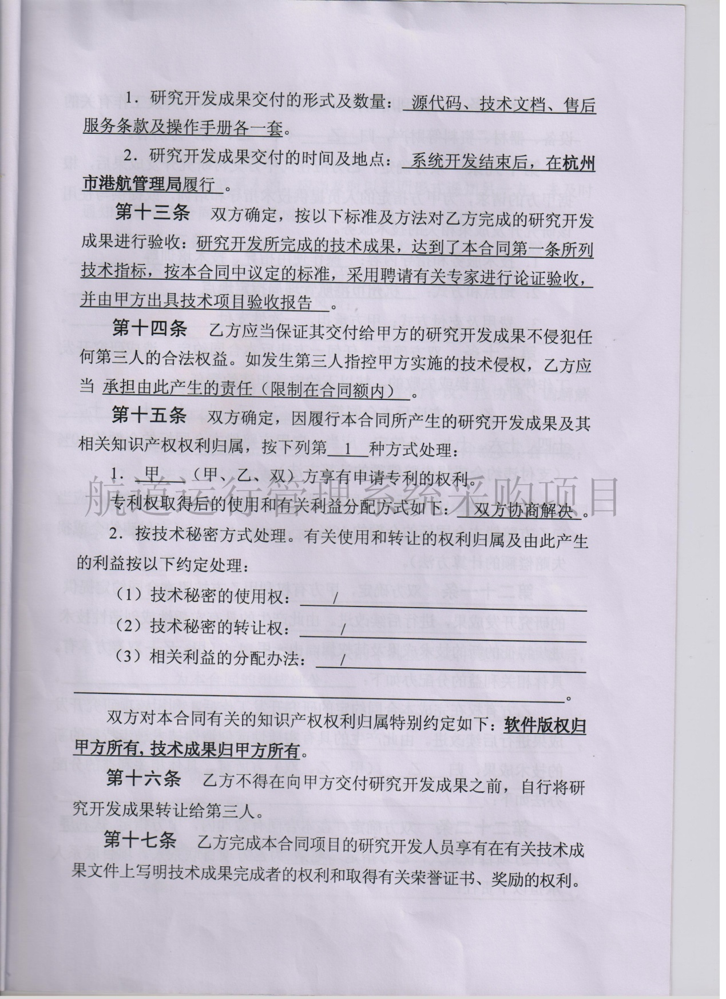 1．研究开发成果交付的形式及数量： 源代码、技术文档、售后
服务条款及操作手册各一套。
2．研究开发成果交付的时间及地点： 系统开发结束后，在杭州
市港航管理局履行 。
第十三条 双方确定，按以下标准及方法对乙方完成的研究开发
成果进行验收：研究开发所完成的技术成果，达到了本合同第一条所列
技术指标，按本合同中议定的标准，采用聘请有关专家进行论证验收，
并由甲方出具技术项目验收报告 。
第十四条 乙方应当保证其交付给甲方的研究开发成果不侵犯任
何第三人的合法权益。如发生第三人指控甲方实施的技术侵权，乙方应
当 承担由此产生的责任（限制在合同额内） 。
第十五条 双方确定，因履行本合同所产生的研究开发成果及其
相关知识产权权利归属，按下列第 1 种方式处理：
1． 甲 （甲、乙、双）方享有申请专利的权利。
航道运行管理系统采购项目
专利权取得后的使用和有关利益分配方式如下： 双方协商解决 。
2．按技术秘密方式处理。有关使用和转让的权利归属及由此产生
的利益按以下约定处理：
（1）技术秘密的使用权： /
（2）技术秘密的转让权： /
（3）相关利益的分配办法： /
。
双方对本合同有关的知识产权权利归属特别约定如下：软件版权归
甲方所有, 技术成果归甲方所有。
第十六条 乙方不得在向甲方交付研究开发成果之前，自行将研
究开发成果转让给第三人。
第十七条 乙方完成本合同项目的研究开发人员享有在有关技术成
果文件上写明技术成果完成者的权利和取得有关荣誉证书、奖励的权利。